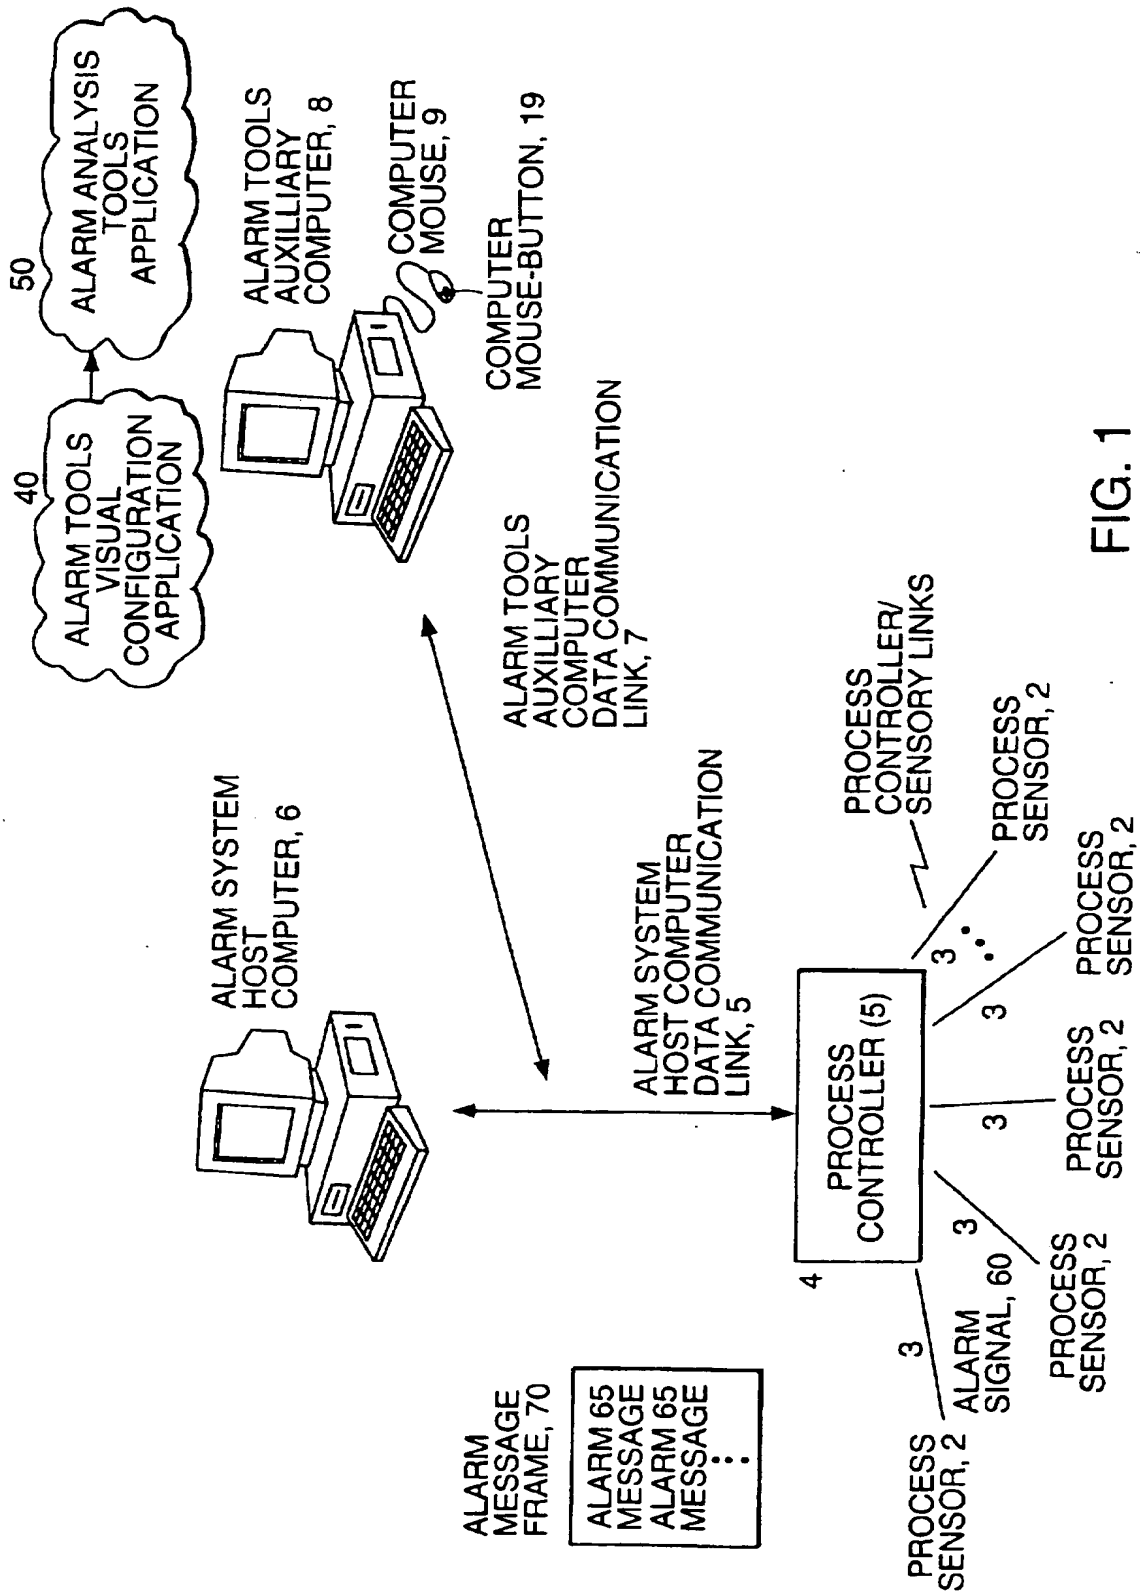 40
ALARM TOOLS
VISUAL
CONFIGURATION
APPLICATION
50
ALARM ANALYSIS
TOOLS
APPLICATION
ALARM SYSTEM
HOST
COMPUTER, 6
ALARM TOOLS
AUXILLIARY
COMPUTER, 8
COMPUTER
MOUSE, 9
COMPUTER
MOUSE-BUTTON, 19
ALARM TOOLS
AUXILLIARY
COMPUTER
DATA COMMUNICATION
LINK, 7
ALARM
MESSAGE
FRAME, 70
ALARM 65
MESSAGE
ALARM 65
MESSAGE
ALARM SYSTEM
HOST COMPUTER
DATA COMMUNICATION
LINK, 5
4
PROCESS
CONTROLLER (5)
PROCESS
CONTROLLER/
SENSORY LINKS
3
3
3
3
3
PROCESS
SENSOR, 2
ALARM
SIGNAL, 60
PROCESS
SENSOR, 2
PROCESS
SENSOR, 2
PROCESS
SENSOR, 2
PROCESS
SENSOR, 2
FIG. 1